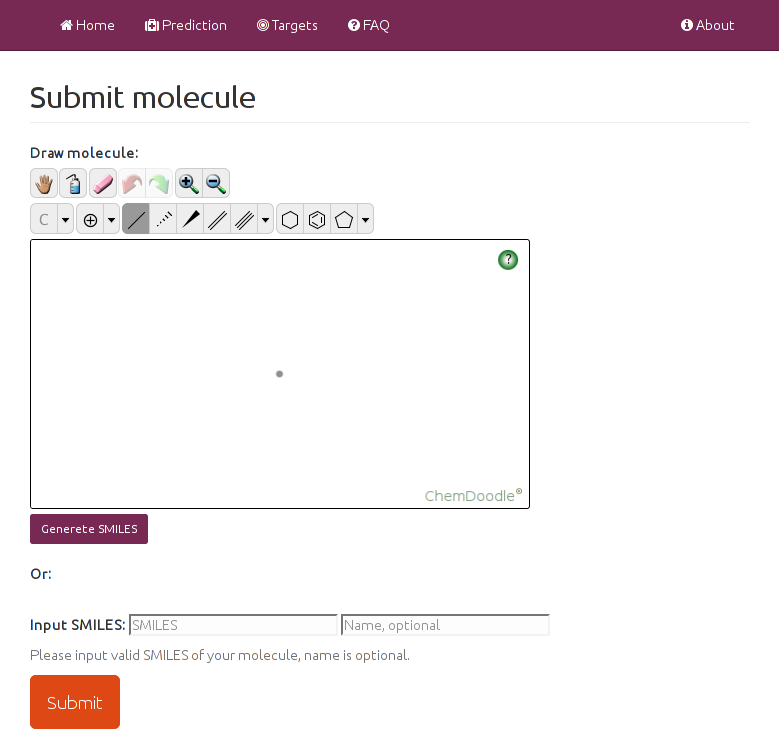 Home Prediction Targets FAQ About
Submit molecule
Draw molecule:
C
?
ChemDoodle®
Generete SMILES
Or:
Input SMILES: SMILES Name, optional
Please input valid SMILES of your molecule, name is optional.
Submit